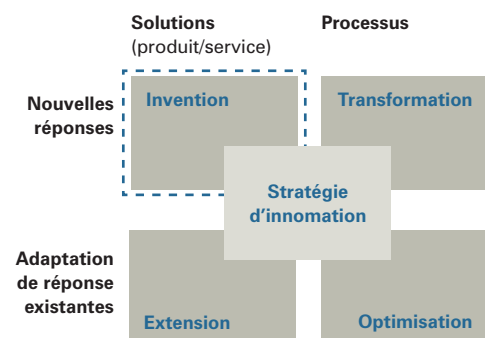 Solutions
(produit/service)
Processus
Nouvelles
réponses
Invention
Transformation
Stratégie
d’innomation
Adaptation
de réponse
existantes
Extension
Optimisation